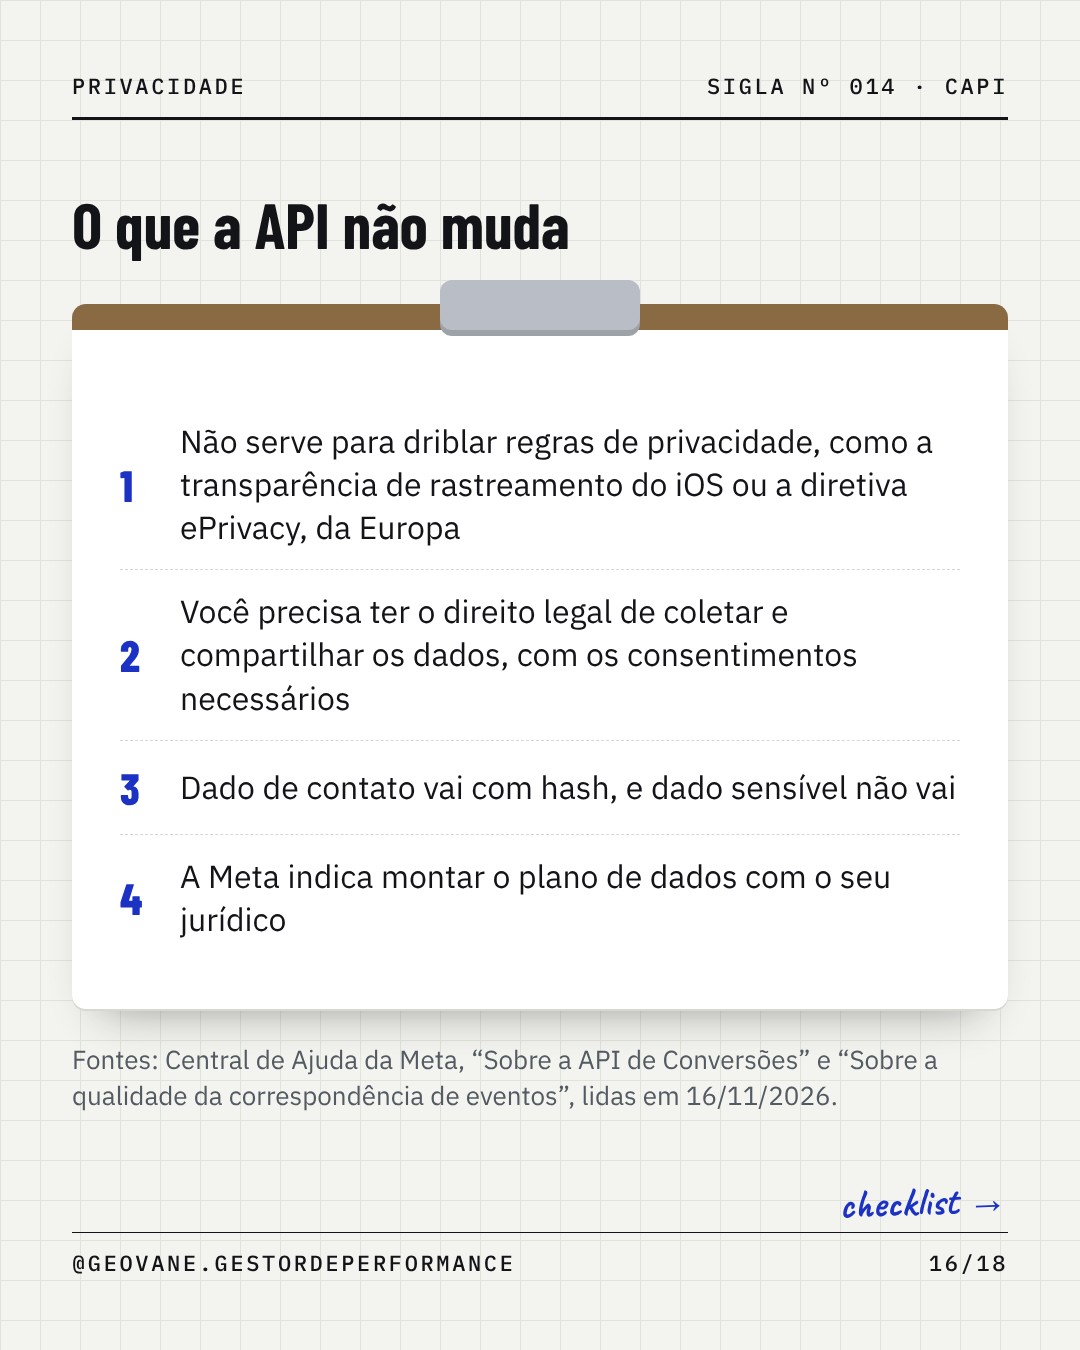 PRIVACIDADE
SIGLA Nº 014 · CAPI
O que a API não muda
1
Não serve para driblar regras de privacidade, como a
transparência de rastreamento do iOS ou a diretiva
ePrivacy, da Europa
2
Você precisa ter o direito legal de coletar e
compartilhar os dados, com os consentimentos
necessários
3
Dado de contato vai com hash, e dado sensível não vai
4
A Meta indica montar o plano de dados com o seu
jurídico
Fontes: Central de Ajuda da Meta, “Sobre a API de Conversões” e “Sobre a
qualidade da correspondência de eventos”, lidas em 16/11/2026.
checklist →
@GEOVANE.GESTORDEPERFORMANCE
16/18